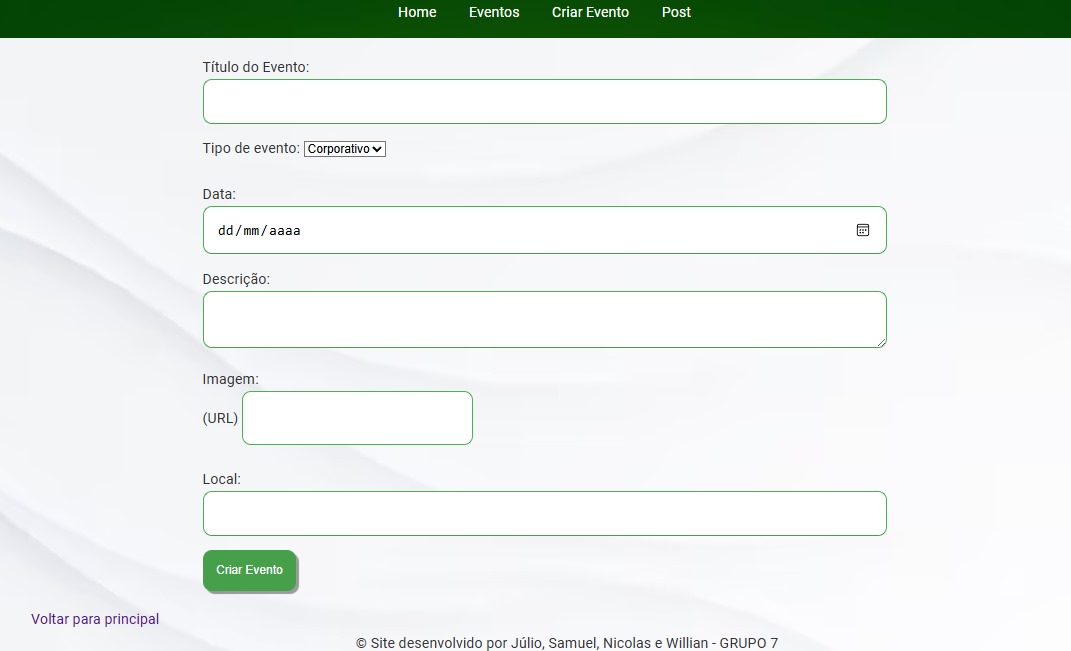 Home Eventos Criar Evento Post
Título do Evento:
Tipo de evento: Corporativo
Data:
dd/mm/aaaa
Descrição:
Imagem:
(URL)
Local:
Criar Evento
Voltar para principal
© Site desenvolvido por Júlio, Samuel, Nicolas e Willian - GRUPO 7